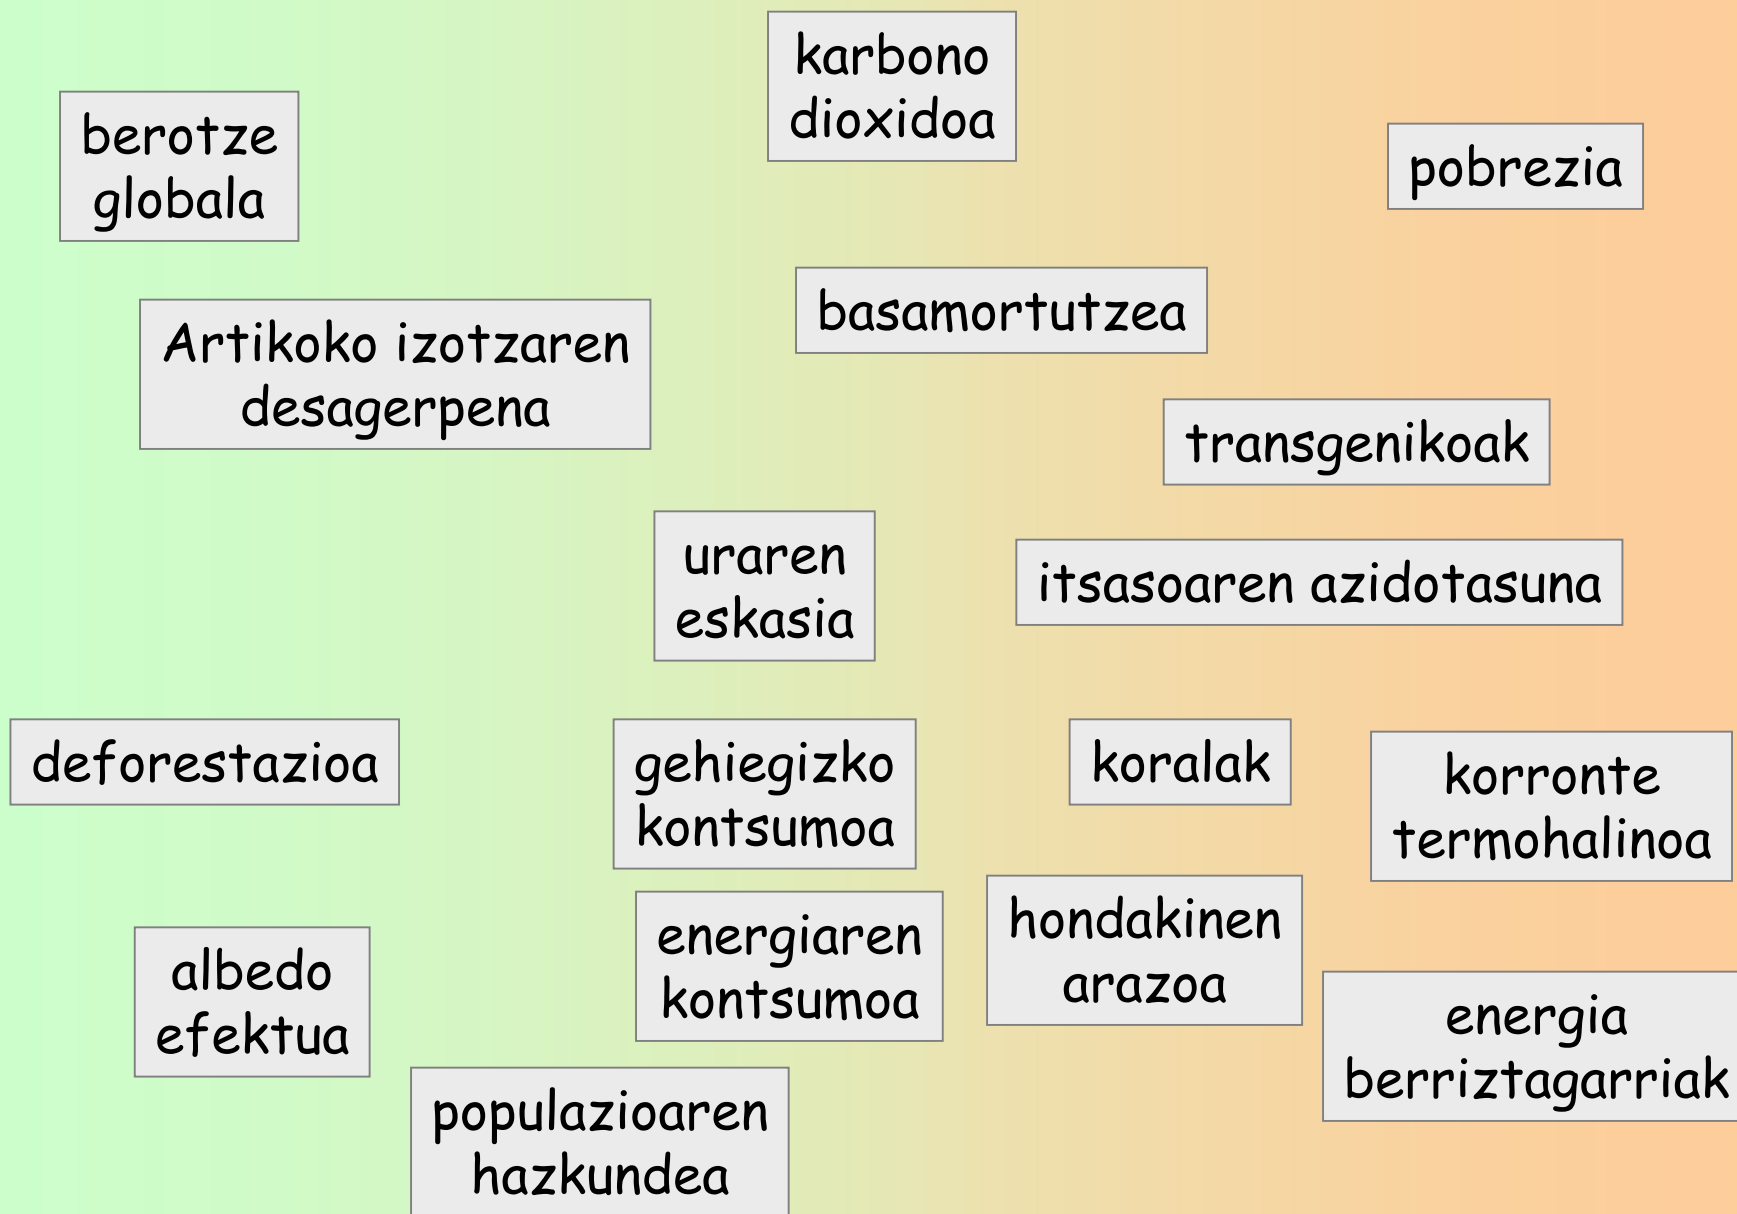 karbono
dioxidoa
berotze
globala
pobrezia
basamortutzea
Artikoko izotzaren
desagerpena
transgenikoak
uraren
eskasia
itsasoaren azidotasuna
deforestazioa
gehiegizko
kontsumoa
koralak
korronte
termohalinoa
energiaren
kontsumoa
hondakinen
arazoa
albedo
efektua
energia
berriztagarriak
populazioaren
hazkundea